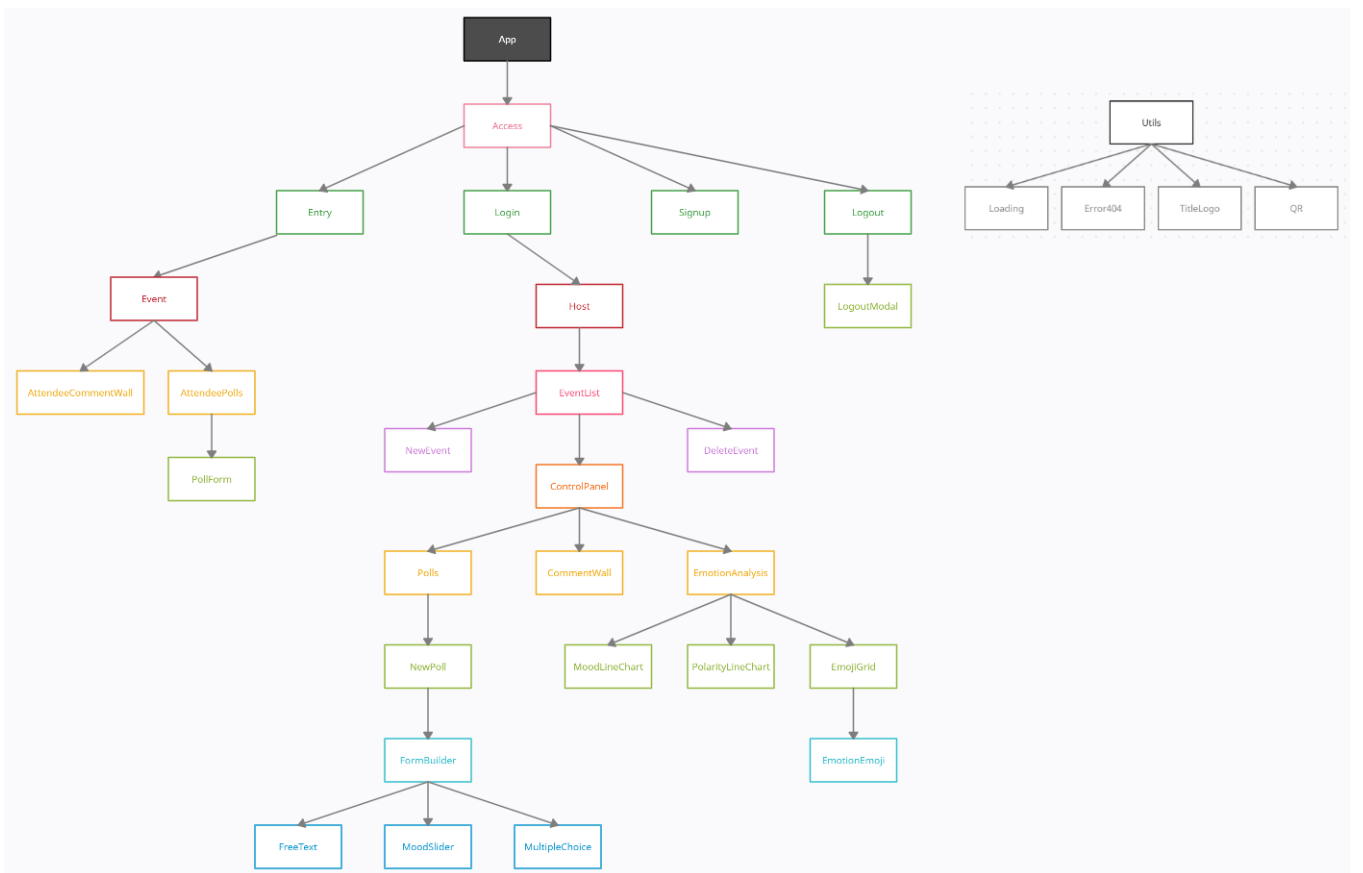 App
Access
Utils
Entry
Login
Signup
Logout
Loading
Error404
TitleLogo
QR
Event
Host
LogoutModal
AttendeeCommentWall
AttendeePolls
EventList
NewEvent
DeleteEvent
PollForm
ControlPanel
Polls
CommentWall
EmotionAnalysis
NewPoll
MoodLineChart
PolarityLineChart
EmojiGrid
FormBuilder
EmotionEmoji
FreeText
MoodSlider
MultipleChoice